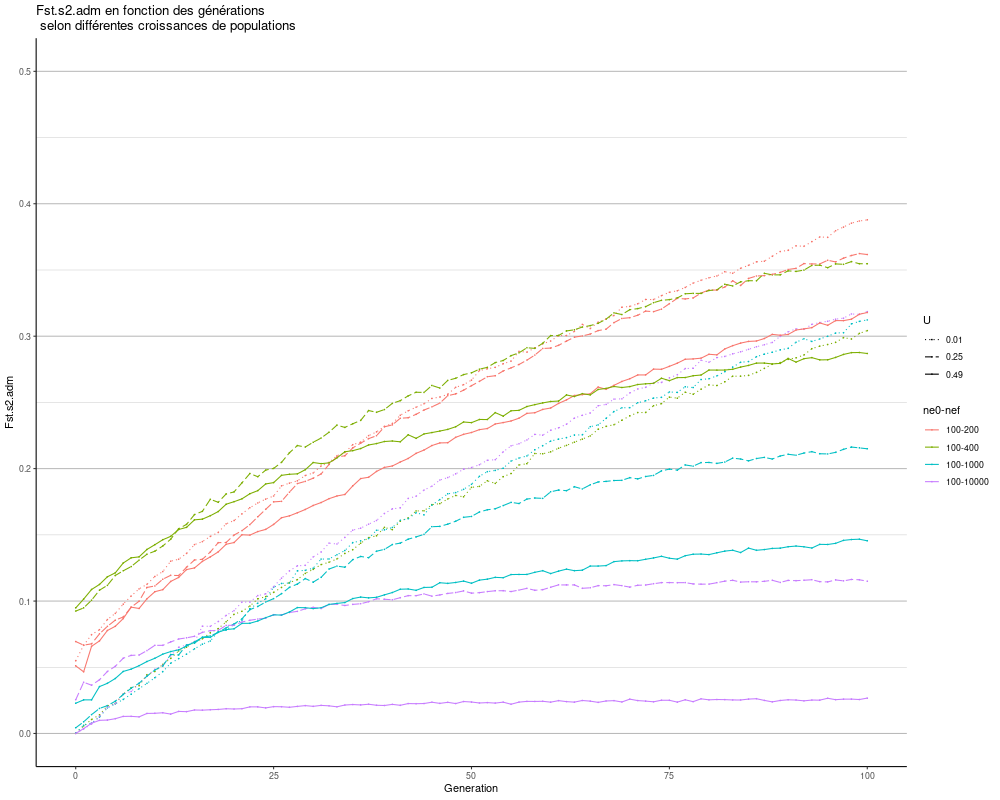 Fst.s2.adm en fonction des générations
selon différentes croissances de populations
0.5
0.4
0.3
0.2
0.1
0.0
Fst.s2.adm
0 25 50 75 100
Generation
U
0.01
0.25
0.49
ne0-nef
100-200
100-400
100-1000
100-10000